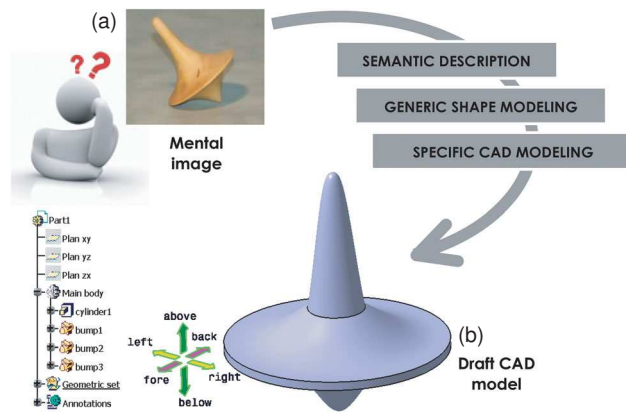 (a)
? ?
Mental
image
SEMANTIC DESCRIPTION
GENERIC SHAPE MODELING
SPECIFIC CAD MODELING
Part1
Plan xy
Plan yz
Plan zx
Main body
cylinder1
bump1
bump2
bump3
Geometric set
Annotations
above
back
left
right
fore
below
(b)
Draft CAD
model